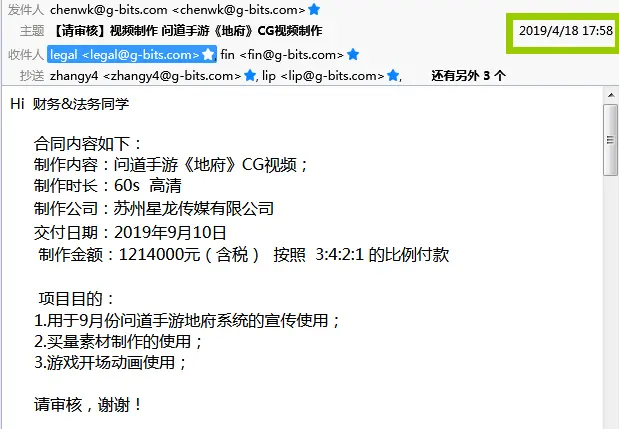 发件人 chenwk@g-bits.com <chenwk@g-bits.com>
主题 【请审核】视频制作 问道手游《地府》CG视频制作 2019/4/18 17:58
收件人 legal <legal@g-bits.com>, fin <fin@g-bits.com>
抄送 zhangy4 <zhangy4@g-bits.com>, lip <lip@g-bits.com>, 还有另外 3 个
Hi 财务&法务同学
合同内容如下：
制作内容：问道手游《地府》CG视频；
制作时长：60s 高清
制作公司：苏州星龙传媒有限公司
交付日期：2019年9月10日
制作金额：1214000元（含税） 按照 3:4:2:1 的比例付款
项目目的：
1.用于9月份问道手游地府系统的宣传使用；
2.买量素材制作的使用；
3.游戏开场动画使用；
请审核，谢谢！